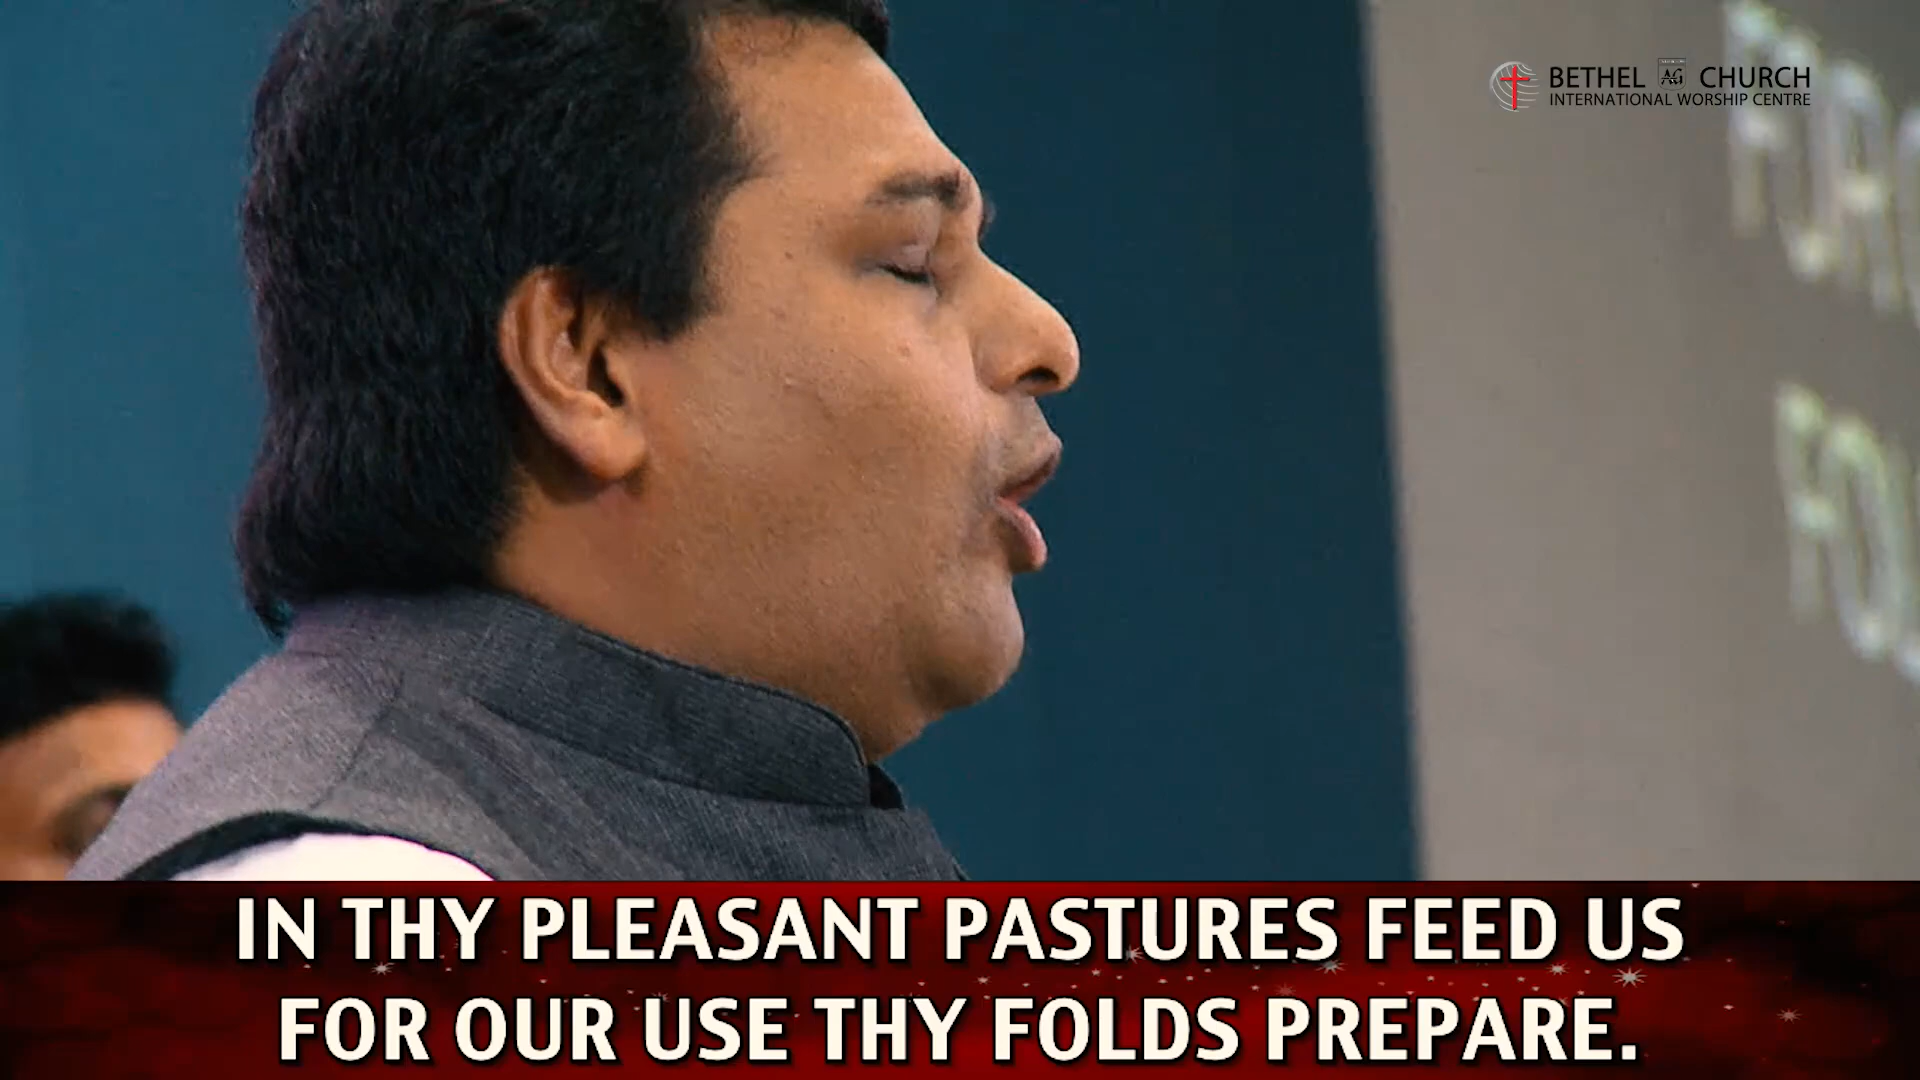 BETHEL AG CHURCH
INTERNATIONAL WORSHIP CENTRE
IN THY PLEASANT PASTURES FEED US
FOR OUR USE THY FOLDS PREPARE.